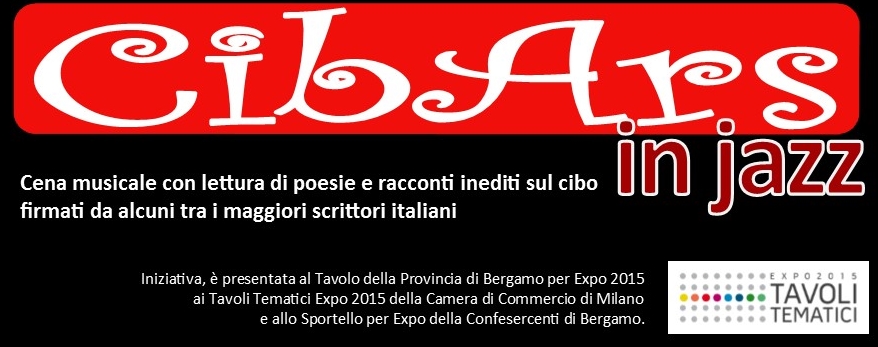 CibArs
in jazz
Cena musicale con lettura di poesie e racconti inediti sul cibo
firmati da alcuni tra i maggiori scrittori italiani
Iniziativa, è presentata al Tavolo della Provincia di Bergamo per Expo 2015
ai Tavoli Tematici Expo 2015 della Camera di Commercio di Milano
e allo Sportello per Expo della Confesercenti di Bergamo.
EXPO2015
TAVOLI
TEMATICI